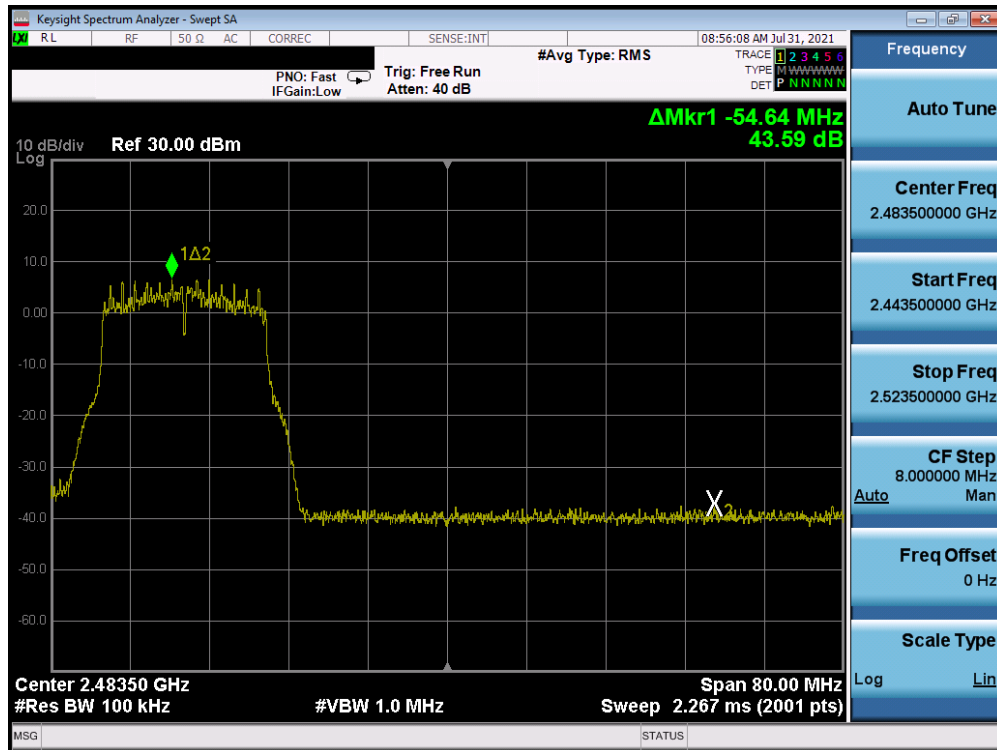 Keysight Spectrum Analyzer - Swept SA
LXI RL RF 50 Ω AC CORREC SENSE:INT 08:56:08 AM Jul 31, 2021
PNO: Fast Trig: Free Run #Avg Type: RMS TRACE 1 2 3 4 5 6
IFGain:Low Atten: 40 dB TYPE M WWWWWW
DET P N N N N N
ΔMkr1 -54.64 MHz
43.59 dB
10 dB/div Ref 30.00 dBm
Log
20.0
10.0
1Δ2
0.00
-10.0
-20.0
-30.0
-40.0
2
-50.0
-60.0
Center 2.48350 GHz Span 80.00 MHz
#Res BW 100 kHz #VBW 1.0 MHz Sweep 2.267 ms (2001 pts)
MSG STATUS
Frequency
Auto Tune
Center Freq
2.483500000 GHz
Start Freq
2.443500000 GHz
Stop Freq
2.523500000 GHz
CF Step
8.000000 MHz
Auto Man
Freq Offset
0 Hz
Scale Type
Log Lin